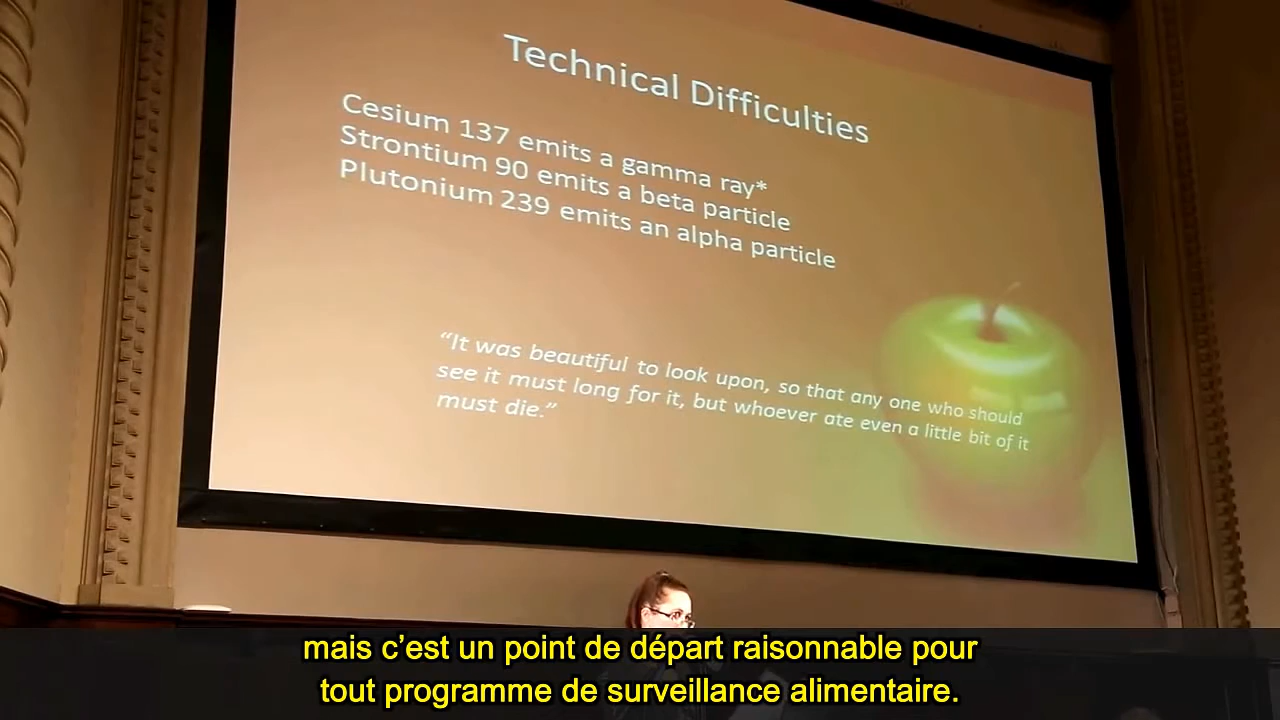 Technical Difficulties
Cesium 137 emits a gamma ray*
Strontium 90 emits a beta particle
Plutonium 239 emits an alpha particle
“It was beautiful to look upon, so that any one who should
see it must long for it, but whoever ate even a little bit of it
must die.”
mais c’est un point de départ raisonnable pour
tout programme de surveillance alimentaire.